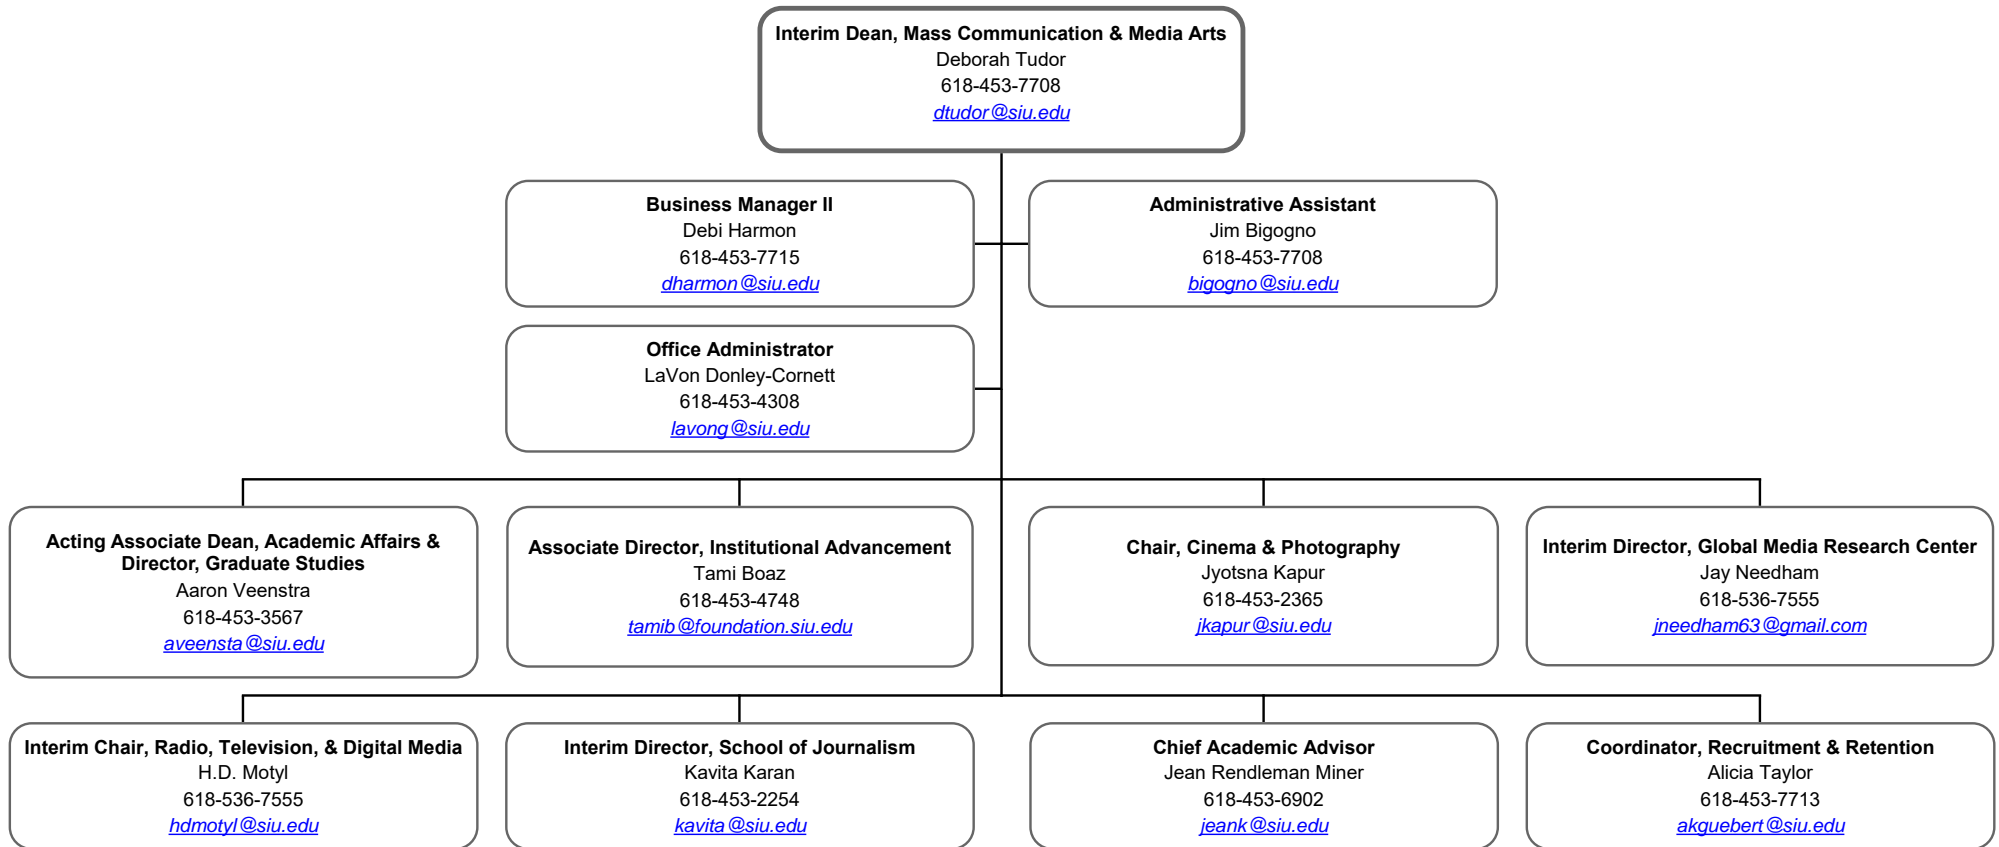 Interim Dean, Mass Communication & Media Arts
Deborah Tudor
618-453-7708
dtudor@siu.edu
Business Manager II
Debi Harmon
618-453-7715
dharmon@siu.edu
Administrative Assistant
Jim Bigogno
618-453-7708
bigogno@siu.edu
Office Administrator
LaVon Donley-Cornett
618-453-4308
lavong@siu.edu
Acting Associate Dean, Academic Affairs &
Director, Graduate Studies
Aaron Veenstra
618-453-3567
aveensta@siu.edu
Associate Director, Institutional Advancement
Tami Boaz
618-453-4748
tamib@foundation.siu.edu
Chair, Cinema & Photography
Jyotsna Kapur
618-453-2365
jkapur@siu.edu
Interim Director, Global Media Research Center
Jay Needham
618-536-7555
jneedham63@gmail.com
Interim Chair, Radio, Television, & Digital Media
H.D. Motyl
618-536-7555
hdmotyl@siu.edu
Interim Director, School of Journalism
Kavita Karan
618-453-2254
kavita@siu.edu
Chief Academic Advisor
Jean Rendleman Miner
618-453-6902
jeank@siu.edu
Coordinator, Recruitment & Retention
Alicia Taylor
618-453-7713
akguebert@siu.edu